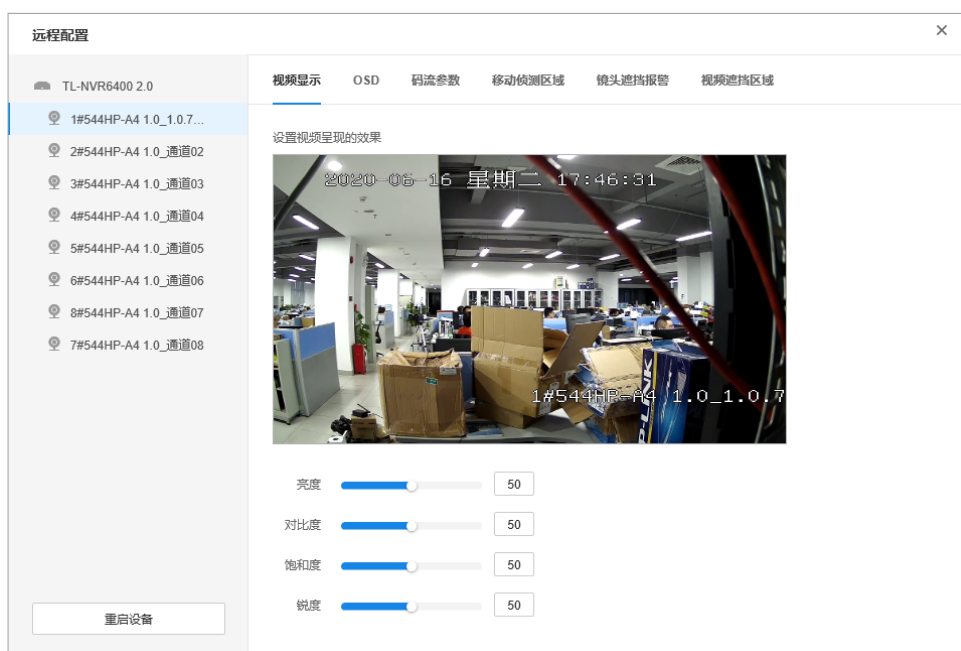 远程配置
TL-NVR6400 2.0
1#544HP-A4 1.0_1.0.7...
2#544HP-A4 1.0_通道02
3#544HP-A4 1.0_通道03
4#544HP-A4 1.0_通道04
5#544HP-A4 1.0_通道05
6#544HP-A4 1.0_通道06
8#544HP-A4 1.0_通道07
7#544HP-A4 1.0_通道08
重启设备
视频显示 OSD 码流参数 移动侦测区域 镜头遮挡报警 视频遮挡区域
设置视频呈现的效果
2020-06-16 星期二 17:46:31
1#544HP-A4 1.0_1.0.7
P-LINK
亮度 50
对比度 50
饱和度 50
锐度 50